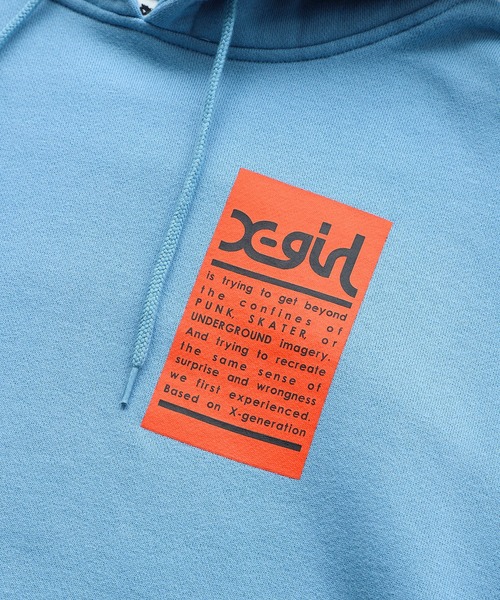 X-girl
is trying to get beyond
the confines of
PUNK, SKATER, or
UNDERGROUND imagery.
And trying to recreate
the same sense of
surprise and wrongness
we first experienced.
Based on X-generation